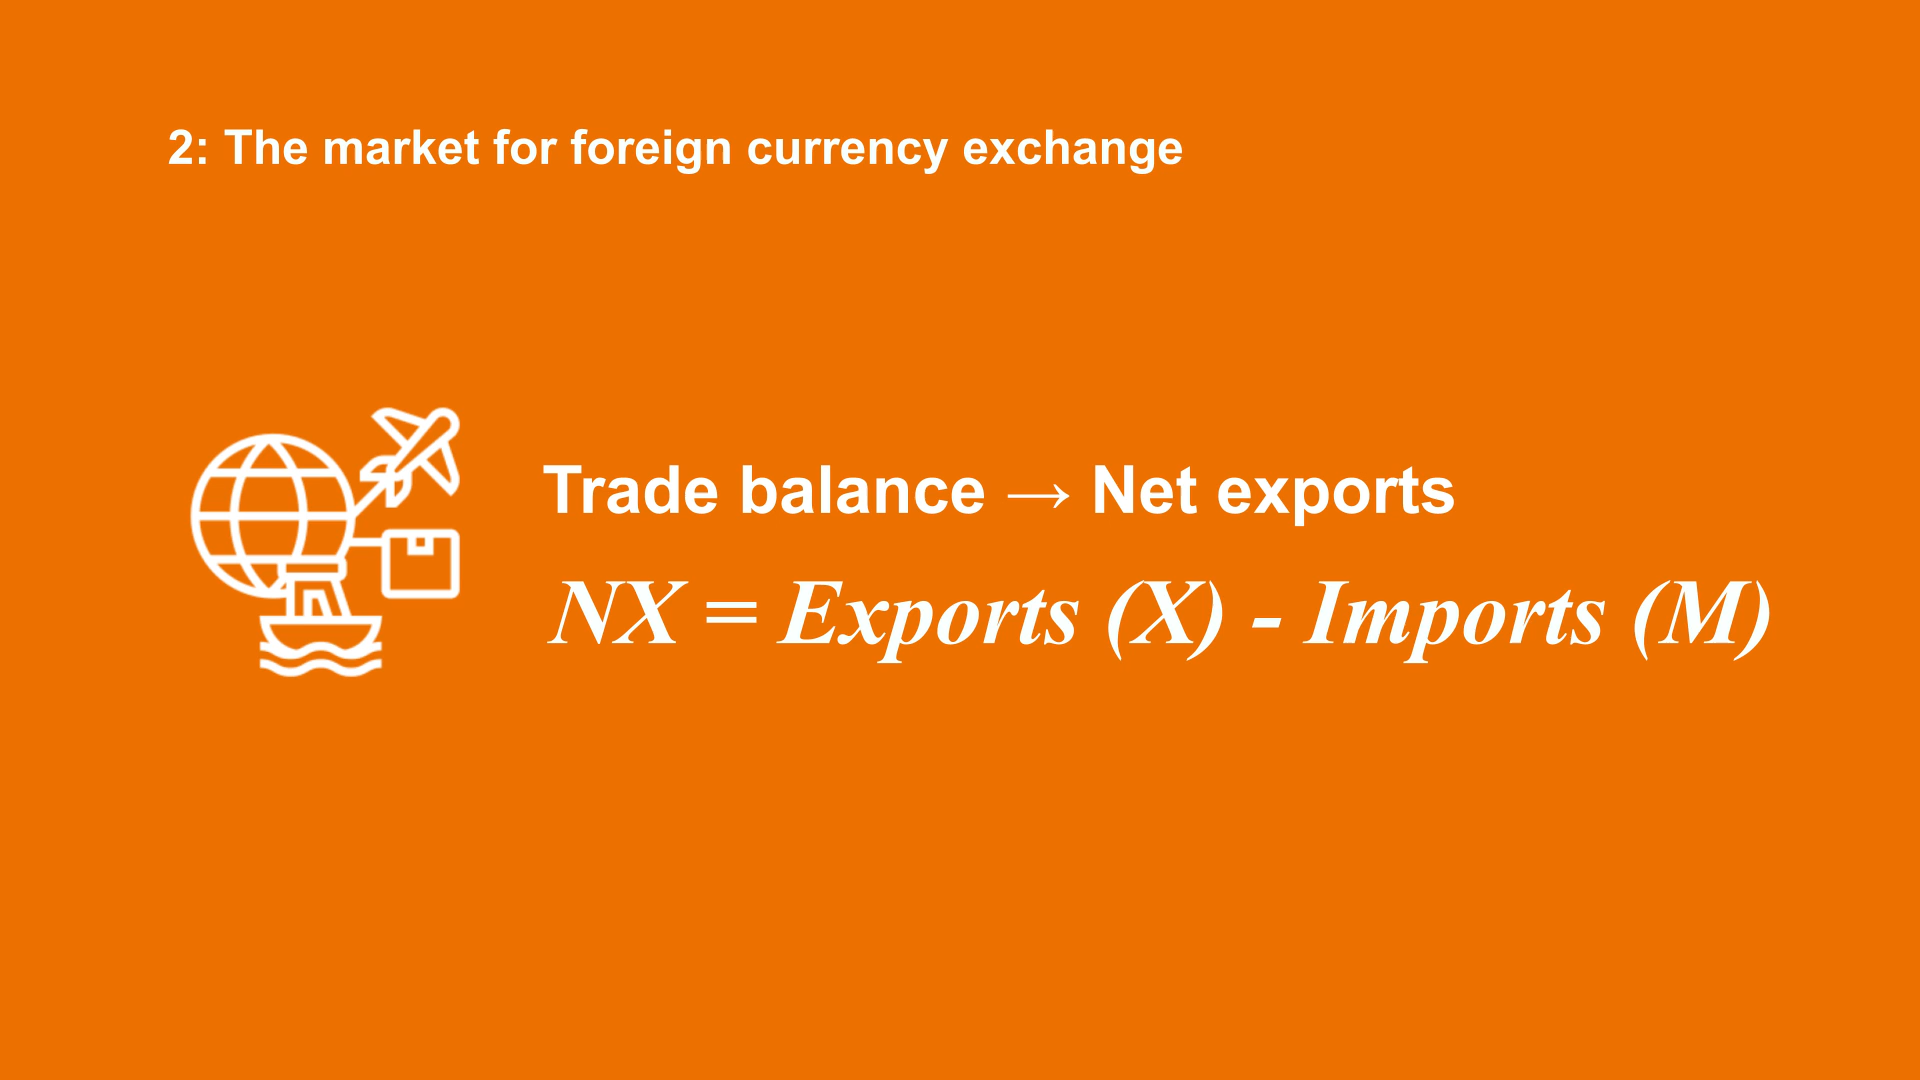 2: The market for foreign currency exchange
Trade balance → Net exports
NX = Exports (X) - Imports (M)